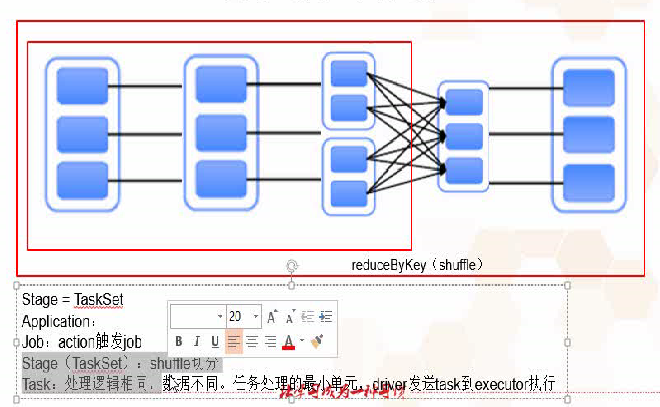 reduceByKey（shuffle）
Stage = TaskSet
Application：
20
Job：action触发job
B I U A
Stage（TaskSet）：shuffle划分
Task：处理逻辑相同，数据不同。任务处理的最小单元，driver发送task到executor执行